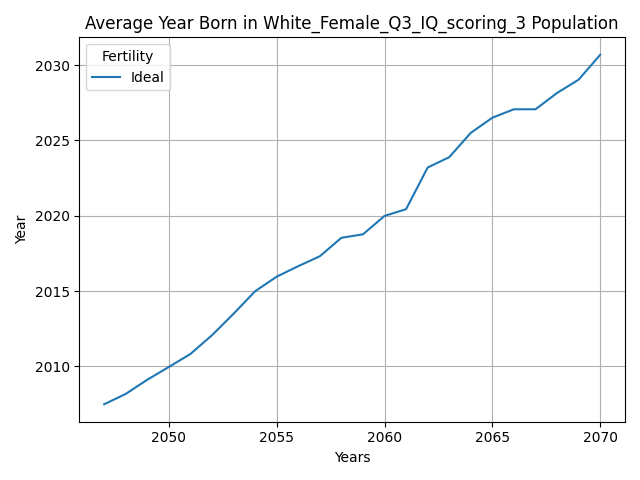 Average Year Born in White_Female_Q3_IQ_scoring_3 Population
Fertility
Ideal
2030
2025
2020
2015
2010
Year
2050 2055 2060 2065 2070
Years